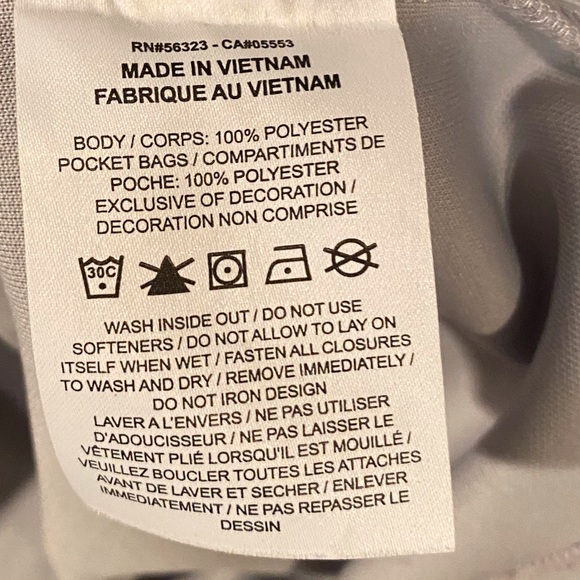 RN#56323 - CA#05553
MADE IN VIETNAM
FABRIQUE AU VIETNAM
BODY / CORPS: 100% POLYESTER
POCKET BAGS / COMPARTIMENTS DE
POCHE: 100% POLYESTER
EXCLUSIVE OF DECORATION /
DECORATION NON COMPRISE
30C
WASH INSIDE OUT / DO NOT USE
SOFTENERS / DO NOT ALLOW TO LAY ON
ITSELF WHEN WET / FASTEN ALL CLOSURES
TO WASH AND DRY / REMOVE IMMEDIATELY /
DO NOT IRON DESIGN
LAVER A L'ENVERS / NE PAS UTILISER
D'ADOUCISSEUR / NE PAS LAISSER LE
VÊTEMENT PLIÉ LORSQU'IL EST MOUILLÉ /
VEUILLEZ BOUCLER TOUTES LES ATTACHES
AVANT DE LAVER ET SECHER / ENLEVER
IMMEDIATEMENT / NE PAS REPASSER LE
DESSIN